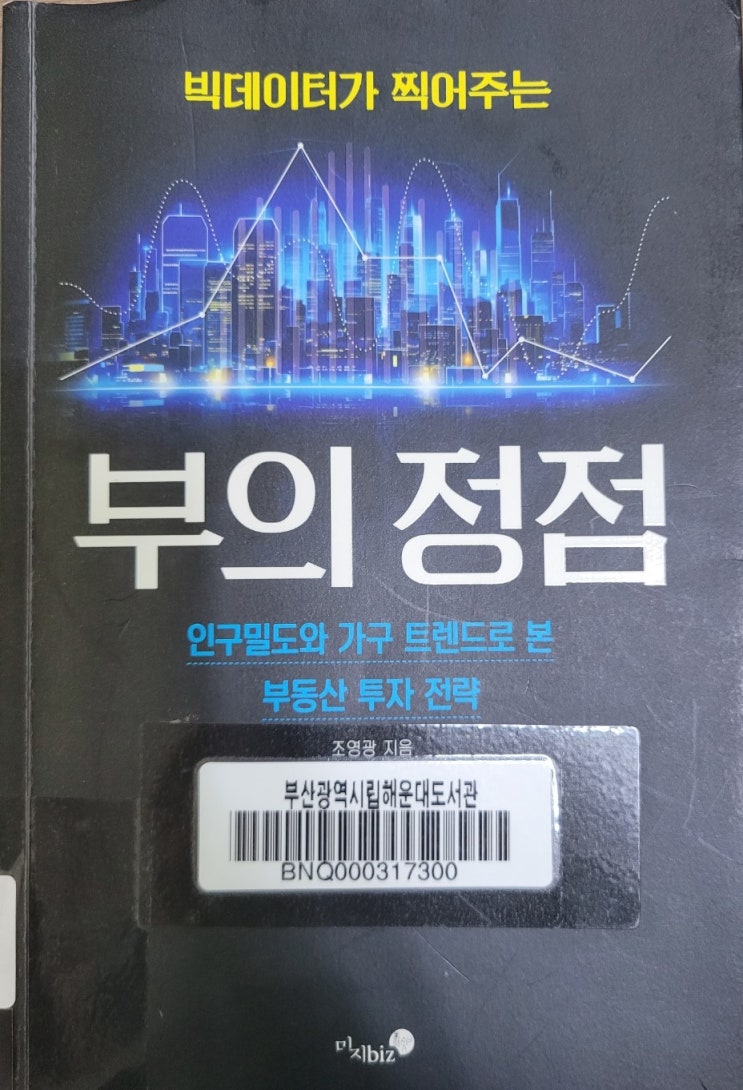 빅데이터가 찍어주는
부의 정점
인구밀도와 가구 트렌드로 본
부동산 투자 전략
조영광 지음
부산광역시립해운대도서관
BNQ000317300
미지biz